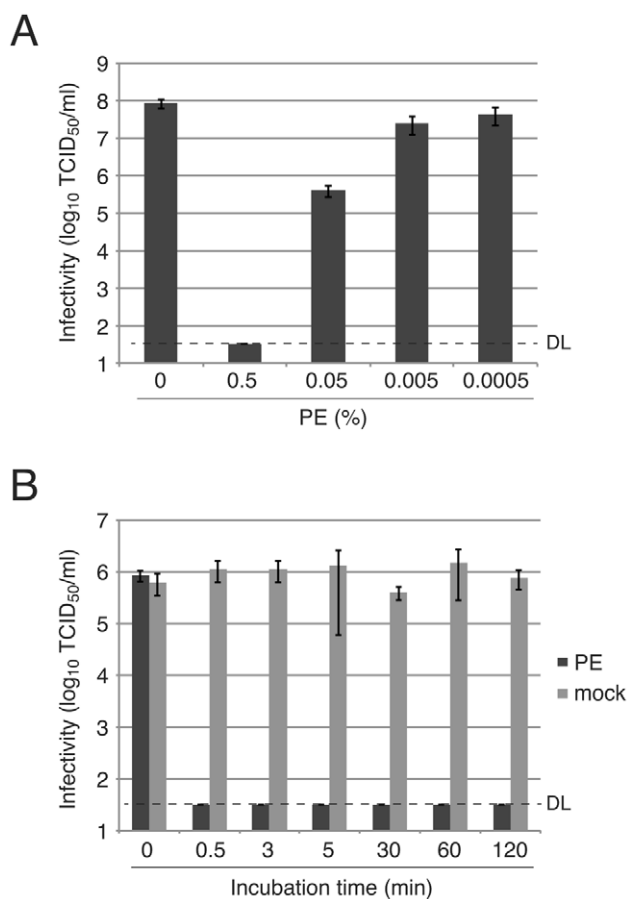 A
Infectivity (log10 TCID50/ml)
9
8
7
6
5
4
3
2
1
DL
0 0.5 0.05 0.005 0.0005
PE (%)
B
Infectivity (log10 TCID50/ml)
7
6
5
4
3
2
1
PE
mock
DL
0 0.5 3 5 30 60 120
Incubation time (min)